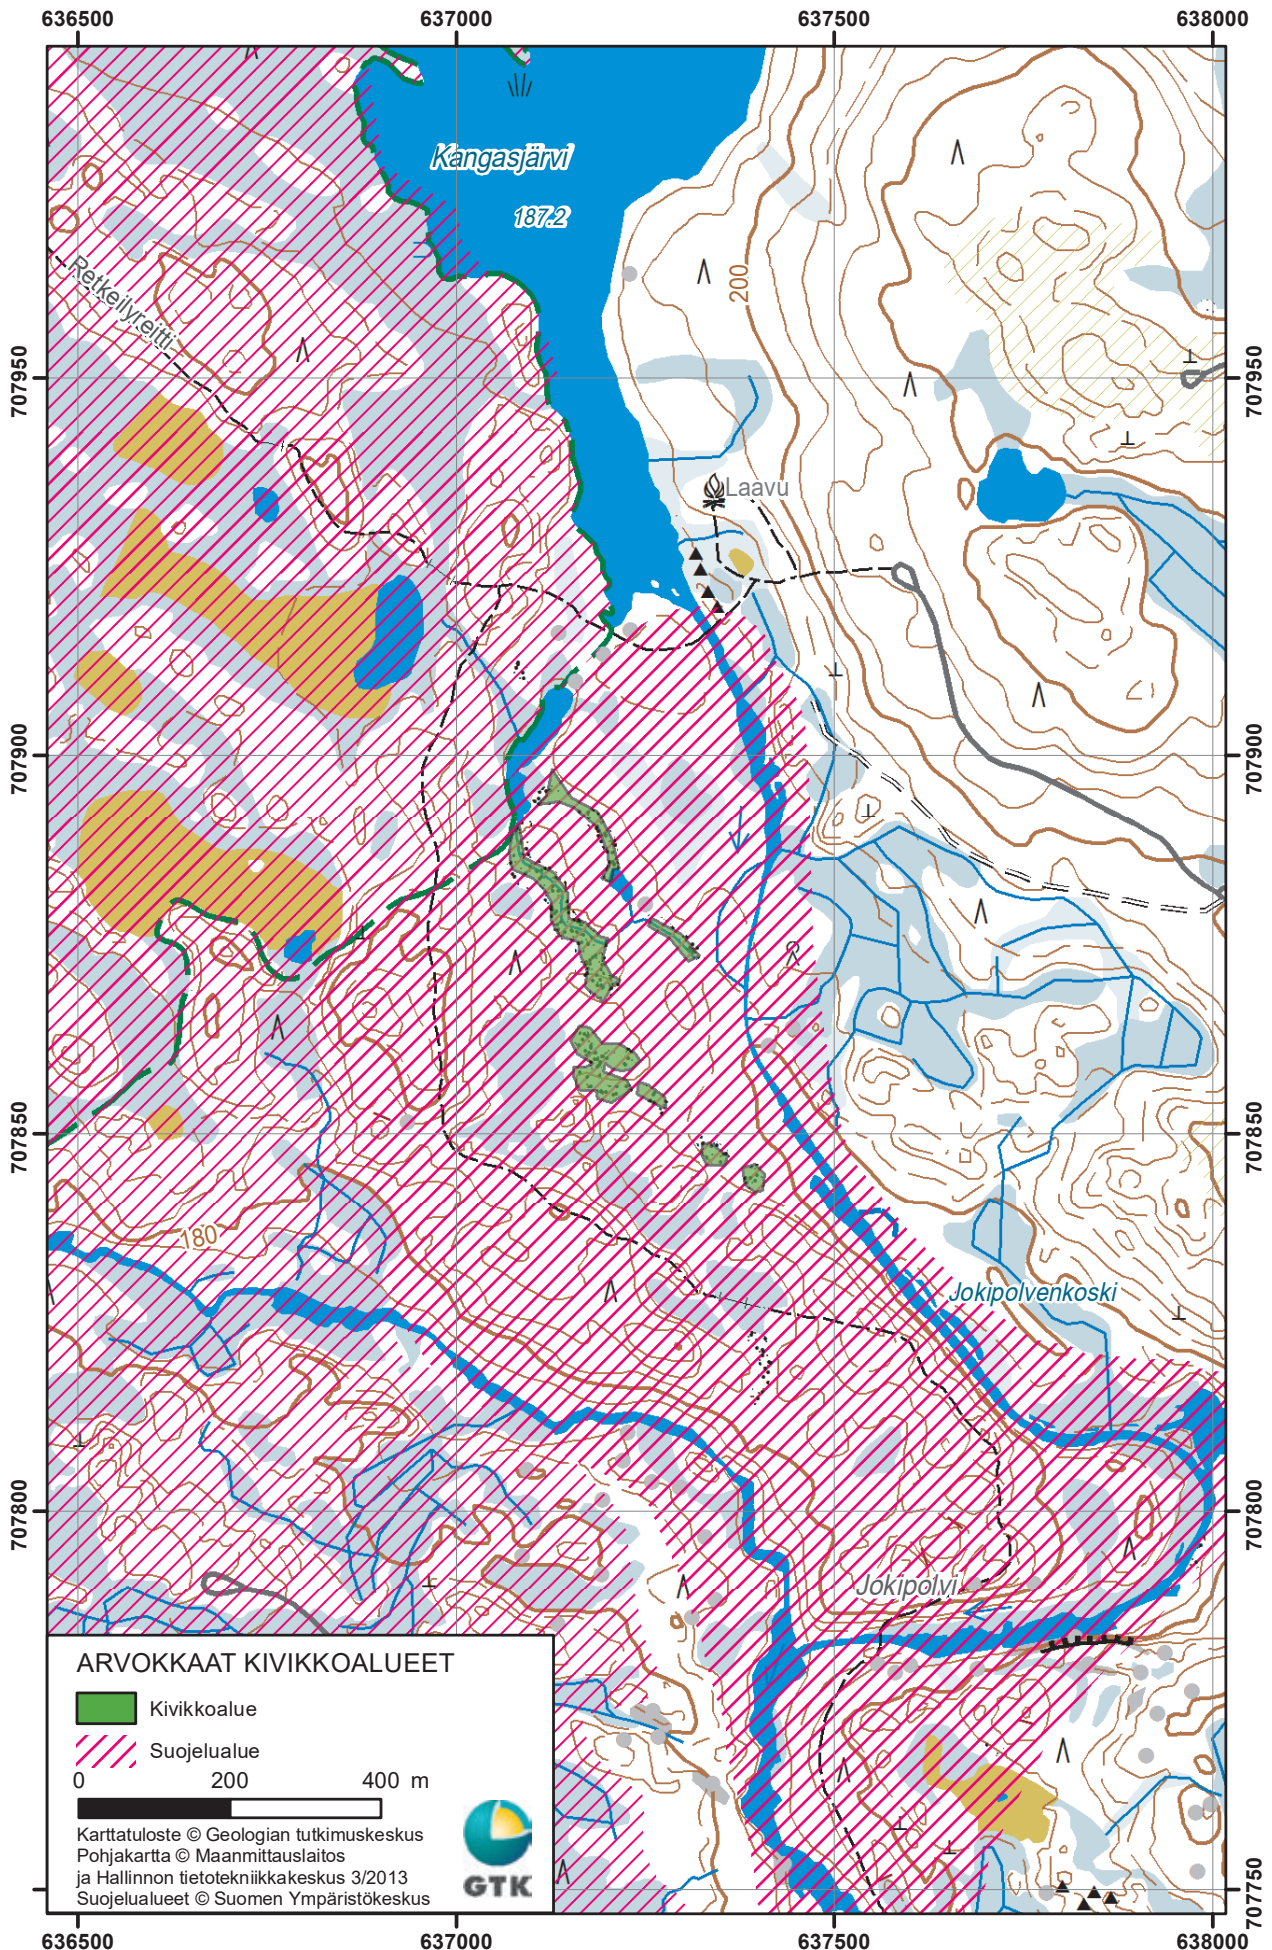 636500 637000 637500 638000
Kangasjärvi
187.2
200
Retkeilyreitti
707950 707950
Laavu
707900 707900
707850 707850
180
Jokipolvenkoski
707800 707800
Jokipolvi
ARVOKKAAT KIVIKKOALUEET
Kivikkoalue
Suojelualue
0 200 400 m
Karttatuloste © Geologian tutkimuskeskus
Pohjakartta © Maanmittauslaitos
ja Hallinnon tietotekniikkakeskus 3/2013
Suojelualueet © Suomen Ympäristökeskus
GTK
707750
636500 637000 637500 638000